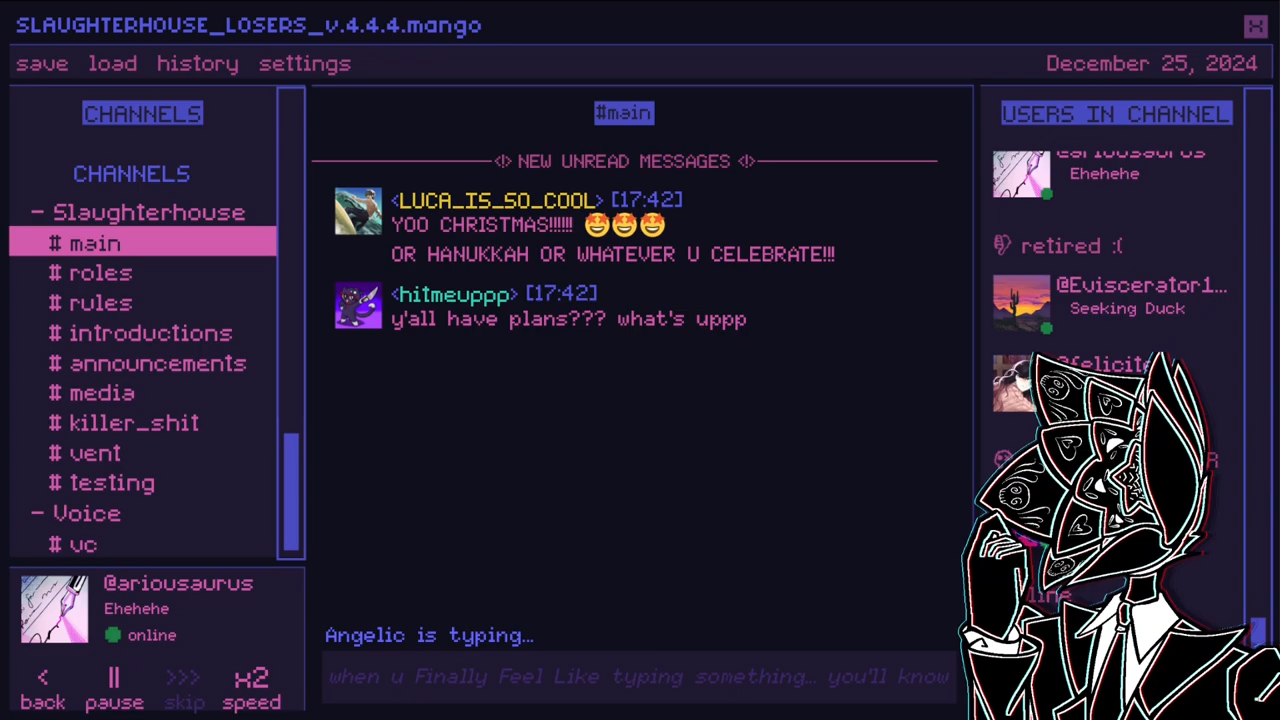 SLAUGHTERHOUSE_LOSERS_v.4.4.4.mango
x
save load history settings
December 25, 2024
CHANNELS
CHANNELS
– Slaughterhouse
# main
# roles
# rules
# introductions
# announcements
# media
# killer_shit
# vent
# testing
– Voice
# vc
@ariousaurus
Ehehehe
online
< || >>> x2
back pause skip speed
#main
NEW UNREAD MESSAGES
<LUCA_IS_SO_COOL> [17:42]
YOO CHRISTMAS!!!!!! 🤩🤩🤩
OR HANUKKAH OR WHATEVER U CELEBRATE!!!
<hitmeuppp> [17:42]
y'all have plans??? what's uppp
Angelic is typing...
when u Finally Feel Like typing something... you'll know
USERS IN CHANNEL
@ariousaurus
Ehehehe
retired :(
@Eviscerator1...
Seeking Duck